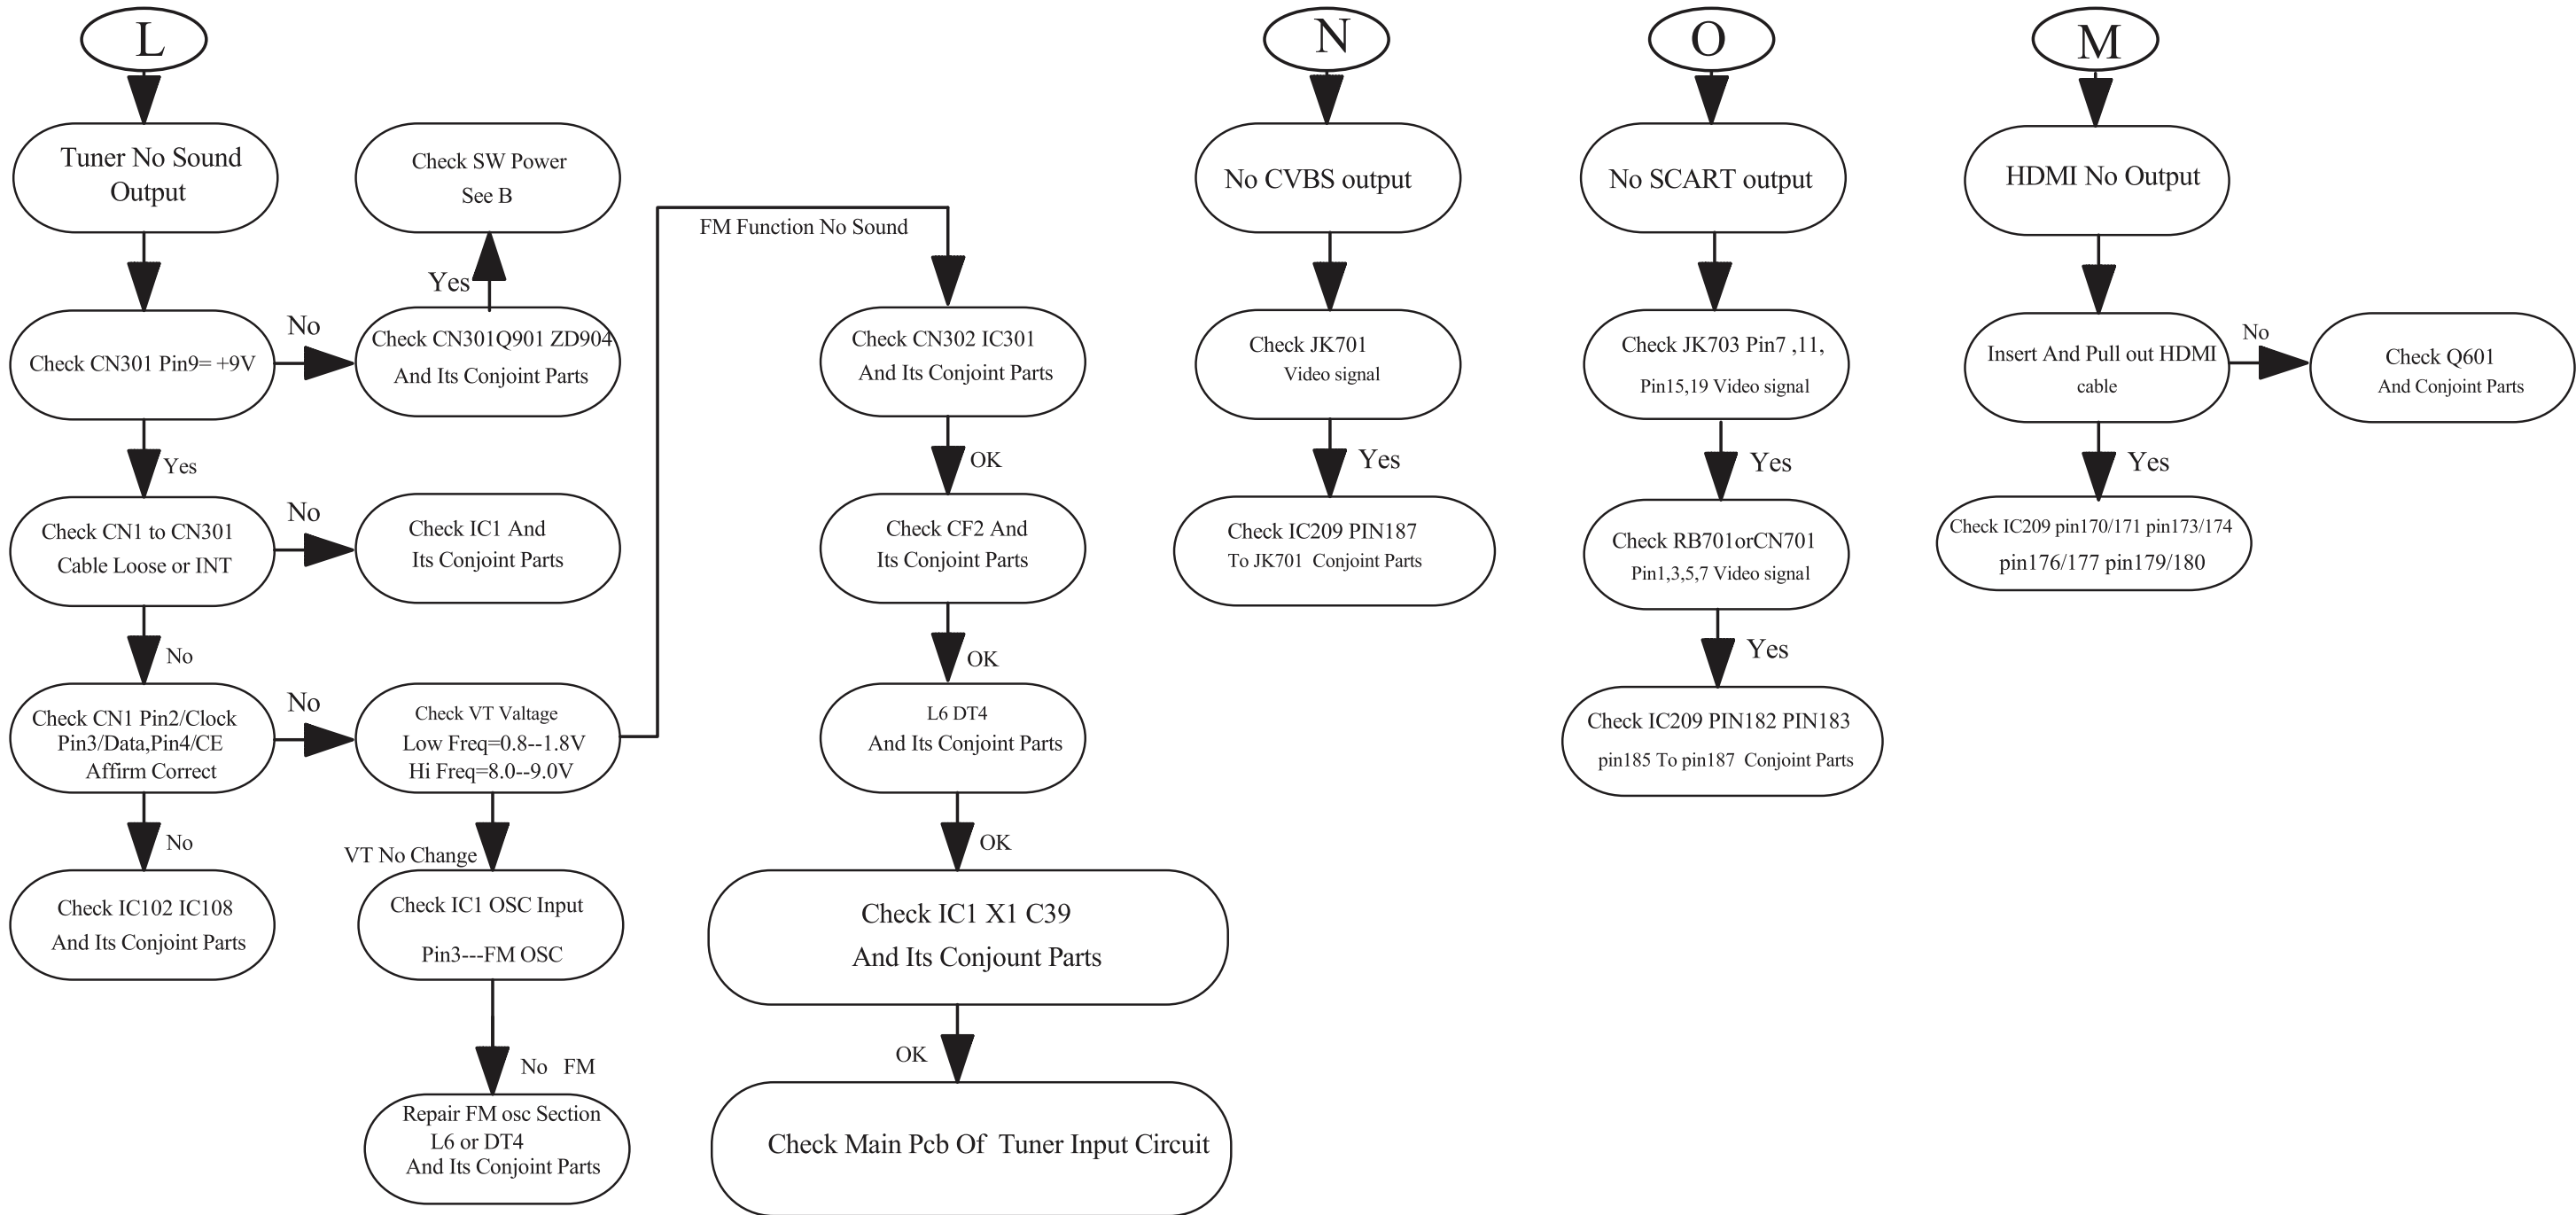 L
Tuner No Sound
Output
Check CN301 Pin9= +9V
No
Check CN301Q901 ZD904
And Its Conjoint Parts
Yes
Check SW Power
See B
Yes
Check CN1 to CN301
Cable Loose or INT
No
Check IC1 And
Its Conjoint Parts
No
Check CN1 Pin2/Clock
Pin3/Data,Pin4/CE
Affirm Correct
No
Check VT Valtage
Low Freq=0.8--1.8V
Hi Freq=8.0--9.0V
No
Check IC102 IC108
And Its Conjoint Parts
VT No Change
Check IC1 OSC Input
Pin3---FM OSC
No FM
Repair FM osc Section
L6 or DT4
And Its Conjoint Parts
FM Function No Sound
Check CN302 IC301
And Its Conjoint Parts
OK
Check CF2 And
Its Conjoint Parts
OK
L6 DT4
And Its Conjoint Parts
OK
Check IC1 X1 C39
And Its Conjount Parts
OK
Check Main Pcb Of Tuner Input Circuit
N
No CVBS output
Check JK701
Video signal
Yes
Check IC209 PIN187
To JK701 Conjoint Parts
O
No SCART output
Check JK703 Pin7 ,11,
Pin15,19 Video signal
Yes
Check RB701orCN701
Pin1,3,5,7 Video signal
Yes
Check IC209 PIN182 PIN183
pin185 To pin187 Conjoint Parts
M
HDMI No Output
Insert And Pull out HDMI
cable
No
Check Q601
And Conjoint Parts
Yes
Check IC209 pin170/171 pin173/174
pin176/177 pin179/180